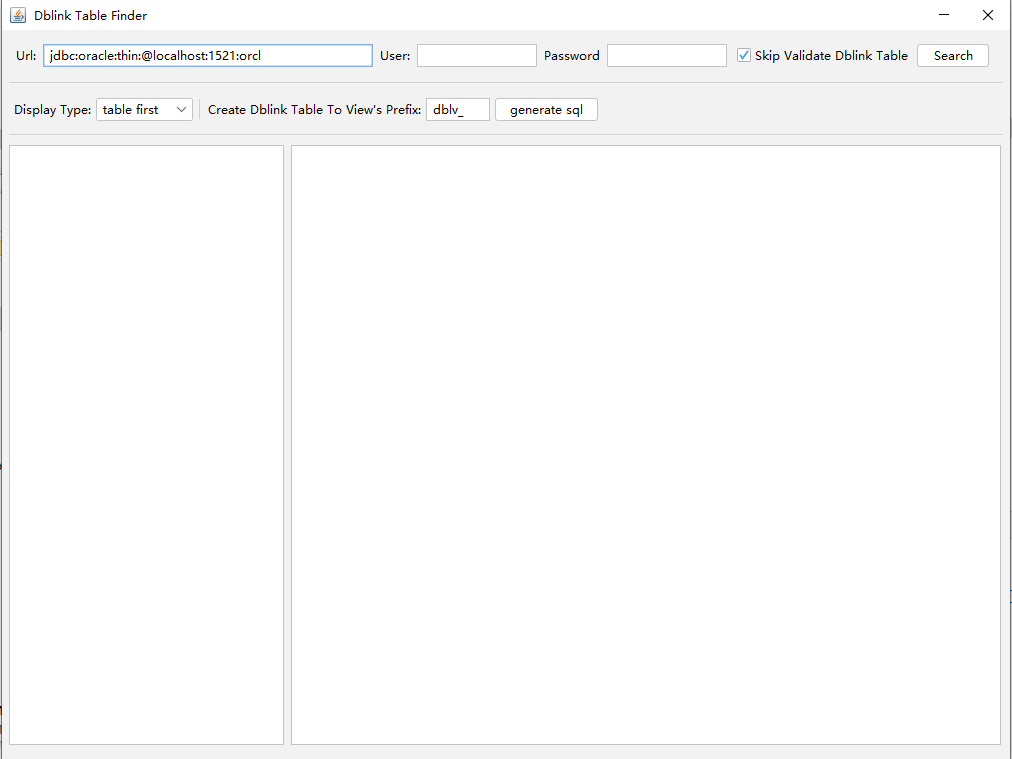 Dblink Table Finder
Url: jdbc:oracle:thin:@localhost:1521:orcl User: Password Skip Validate Dblink Table Search
Display Type: table first Create Dblink Table To View's Prefix: dblv_ generate sql